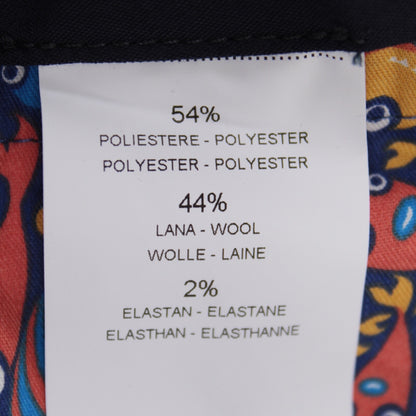 54%
POLIESTERE - POLYESTER
POLYESTER - POLYESTER
44%
LANA - WOOL
WOLLE - LAINE
2%
ELASTAN - ELASTANE
ELASTHAN - ELASTHANNE